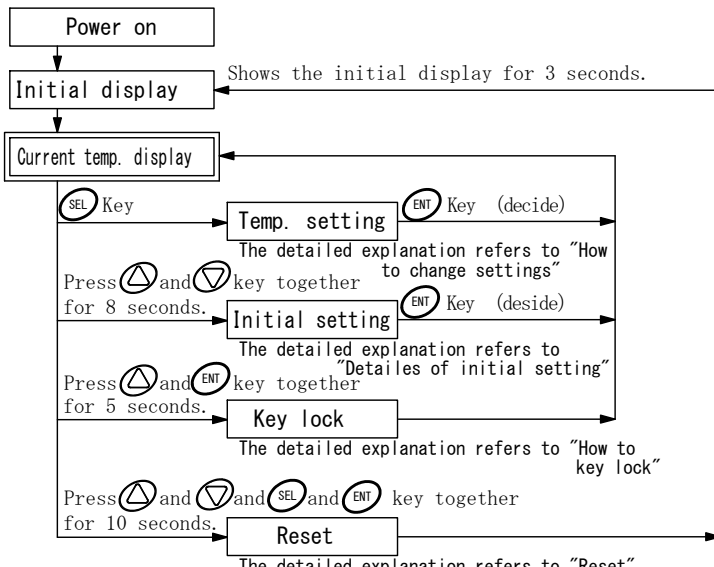 Power on
Shows the initial display for 3 seconds.
Initial display
Current temp. display
SEL Key
ENT Key (decide)
Temp. setting
The detailed explanation refers to "How
to change settings"
Press △ and ▽ key together
for 8 seconds.
ENT Key (deside)
Initial setting
The detailed explanation refers to
"Detailes of initial setting"
Press △ and ENT key together
for 5 seconds.
Key lock
The detailed explanation refers to "How to
key lock"
Press △ and ▽ and SEL and ENT key together
for 10 seconds.
Reset
The detailed explanation refers to "Reset"